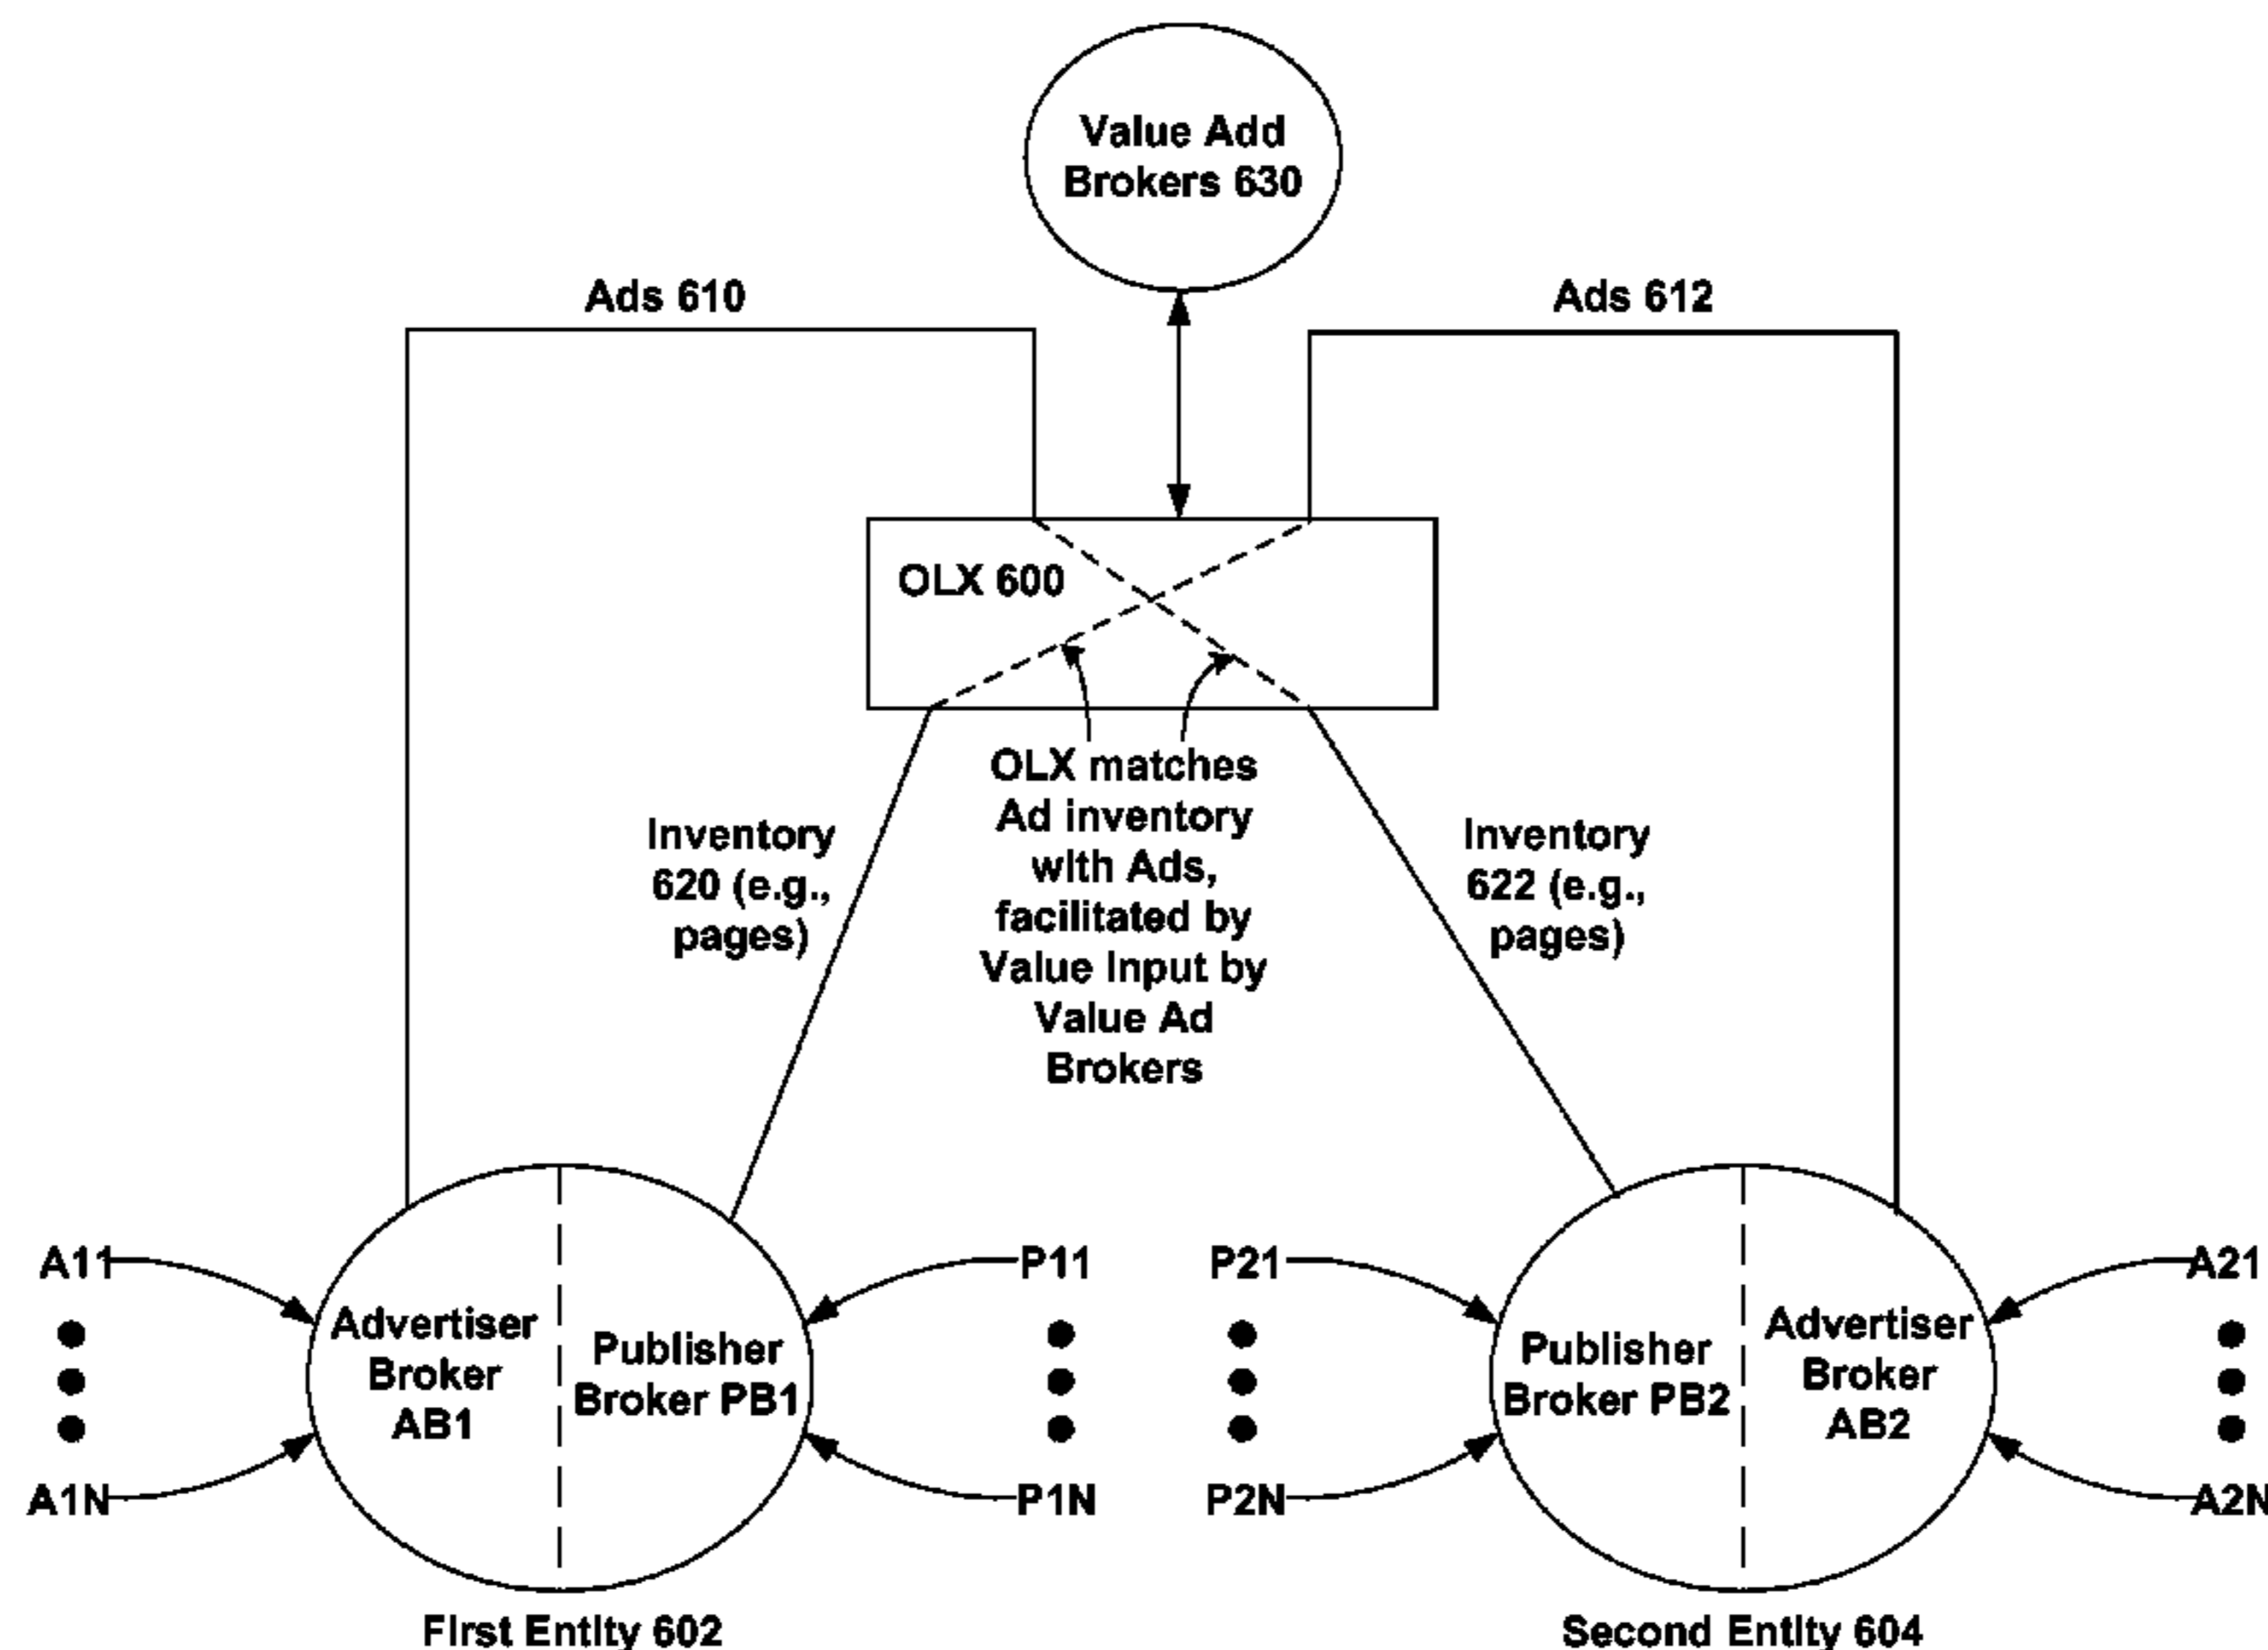 Value Add
Brokers 630
Ads 610
Ads 612
OLX 600
OLX matches
Ad inventory
with Ads,
facilitated by
Value Input by
Value Ad
Brokers
Inventory
620 (e.g.,
pages)
Inventory
622 (e.g.,
pages)
A11
A1N
Advertiser
Broker
AB1
Publisher
Broker PB1
P11
P1N
P21
P2N
Publisher
Broker PB2
Advertiser
Broker
AB2
A21
A2N
First Entity 602
Second Entity 604